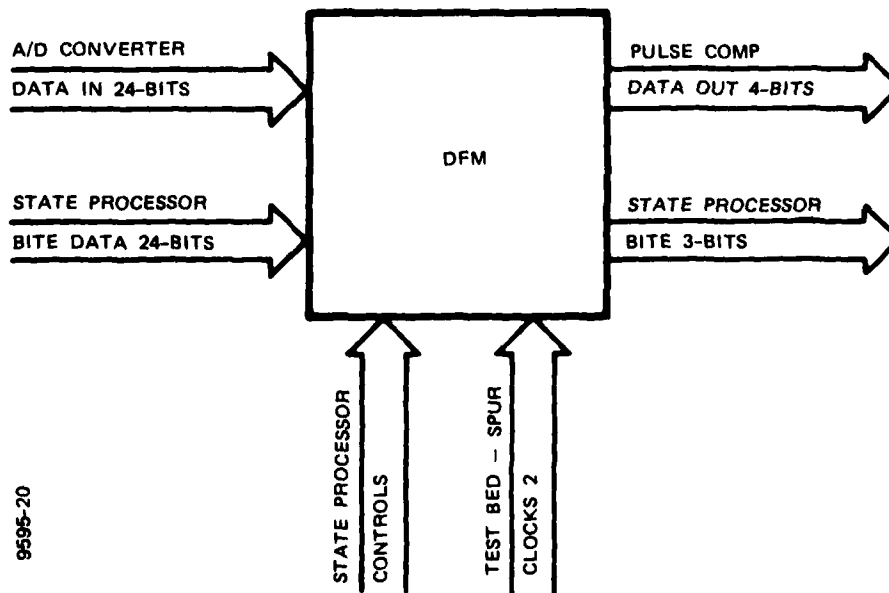 A/D CONVERTER
DATA IN 24-BITS
STATE PROCESSOR
BITE DATA 24-BITS
DFM
PULSE COMP
DATA OUT 4-BITS
STATE PROCESSOR
BITE 3-BITS
STATE PROCESSOR
CONTROLS
TEST BED - SPUR
CLOCKS 2
9595-20